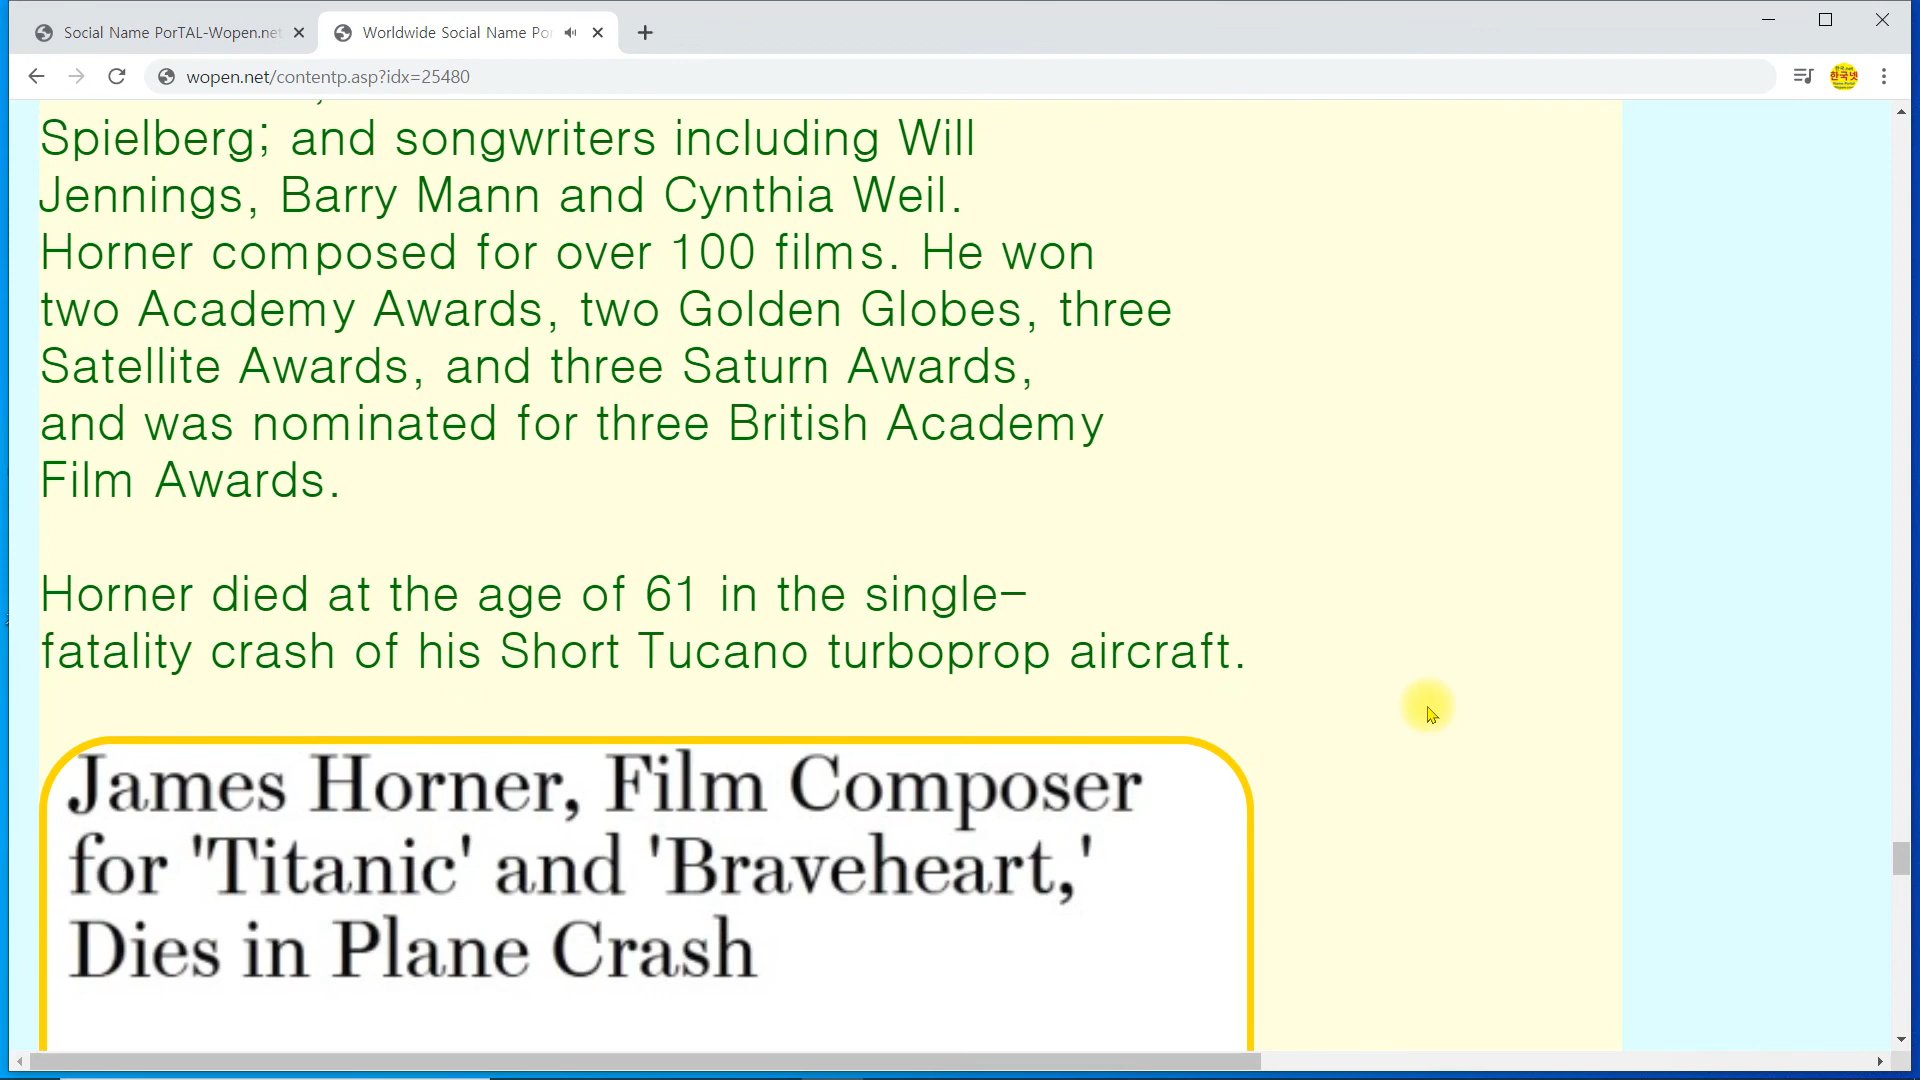 Social Name PorTAL-Wopen.net
Worldwide Social Name Por
wopen.net/contentp.asp?idx=25480
한국넷
Spielberg; and songwriters including Will
Jennings, Barry Mann and Cynthia Weil.
Horner composed for over 100 films. He won
two Academy Awards, two Golden Globes, three
Satellite Awards, and three Saturn Awards,
and was nominated for three British Academy
Film Awards.
Horner died at the age of 61 in the single-
fatality crash of his Short Tucano turboprop aircraft.
James Horner, Film Composer
for 'Titanic' and 'Braveheart,'
Dies in Plane Crash